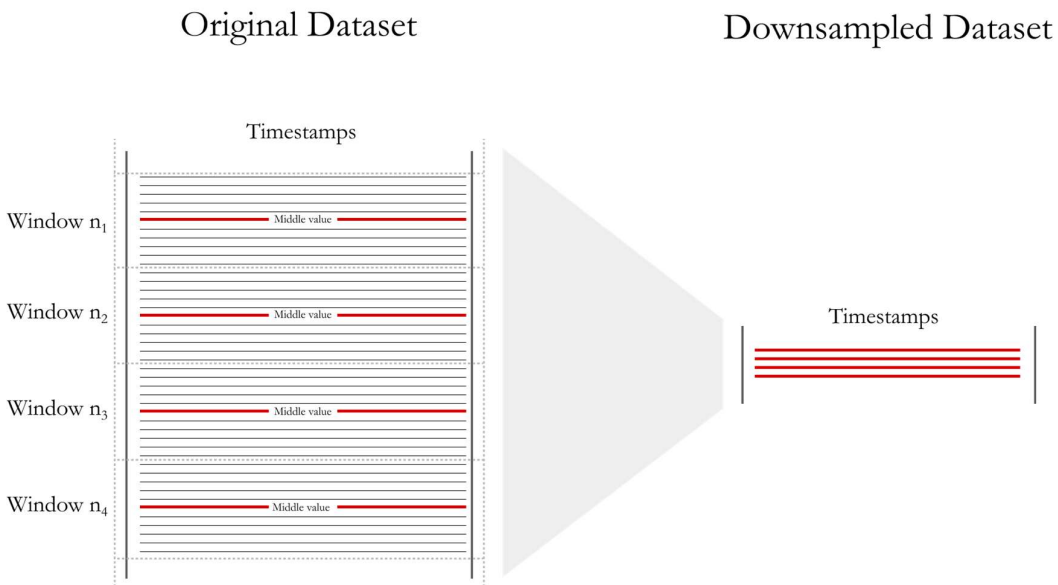 Original Dataset
Downsampled Dataset
Timestamps
Window n₁
Middle value
Window n₂
Middle value
Timestamps
Window n₃
Middle value
Window n₄
Middle value